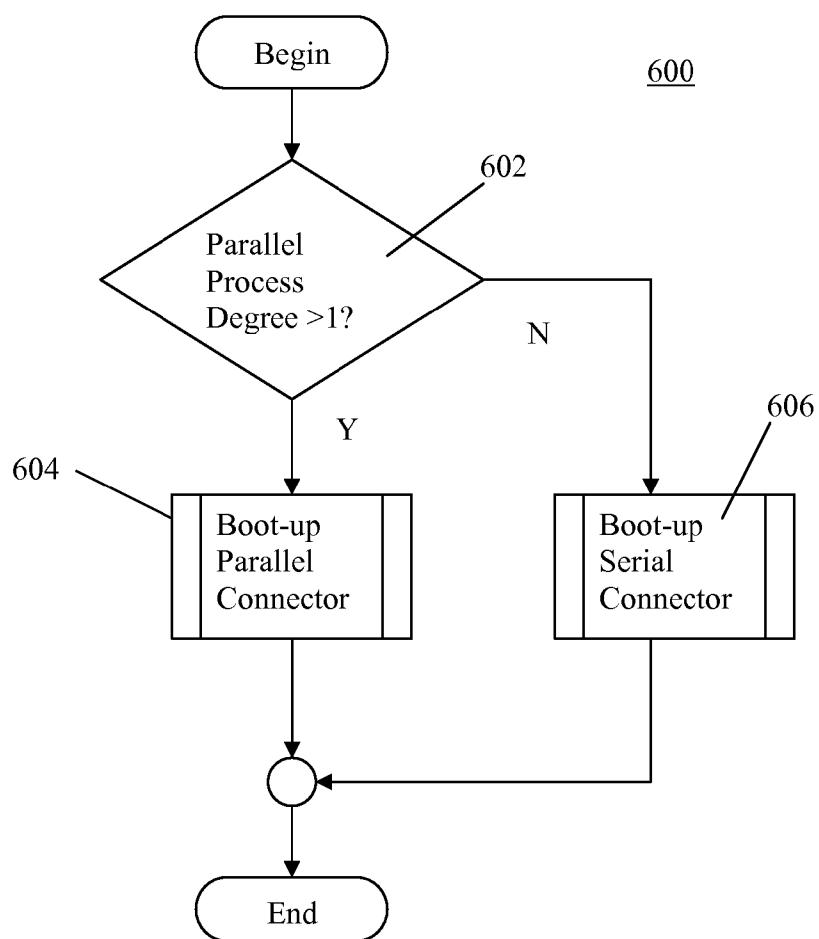 Begin
600
602
Parallel
Process
Degree >1?
N
Y
606
604
Boot-up
Parallel
Connector
Boot-up
Serial
Connector
End